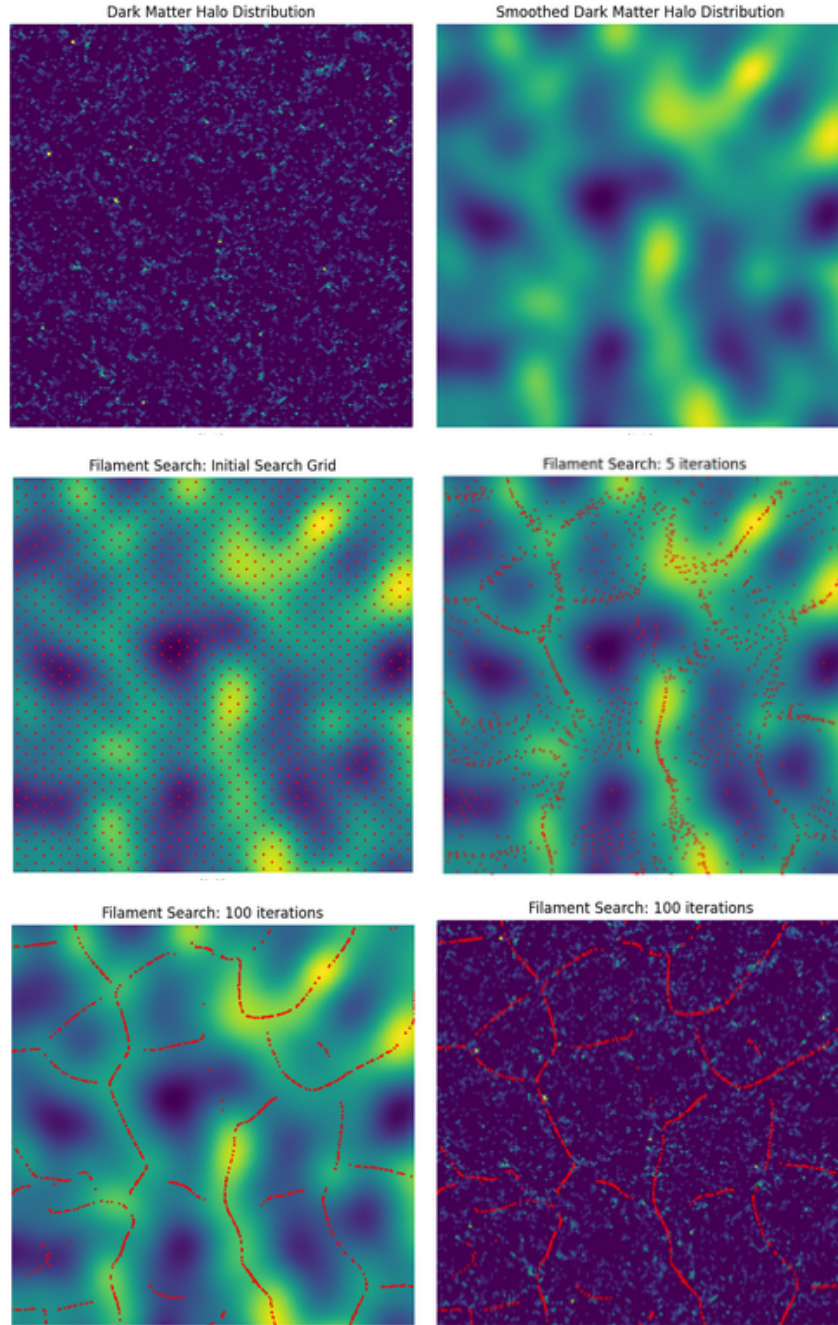 Dark Matter Halo Distribution
Smoothed Dark Matter Halo Distribution
Filament Search: Initial Search Grid
Filament Search: 5 iterations
Filament Search: 100 iterations
Filament Search: 100 iterations